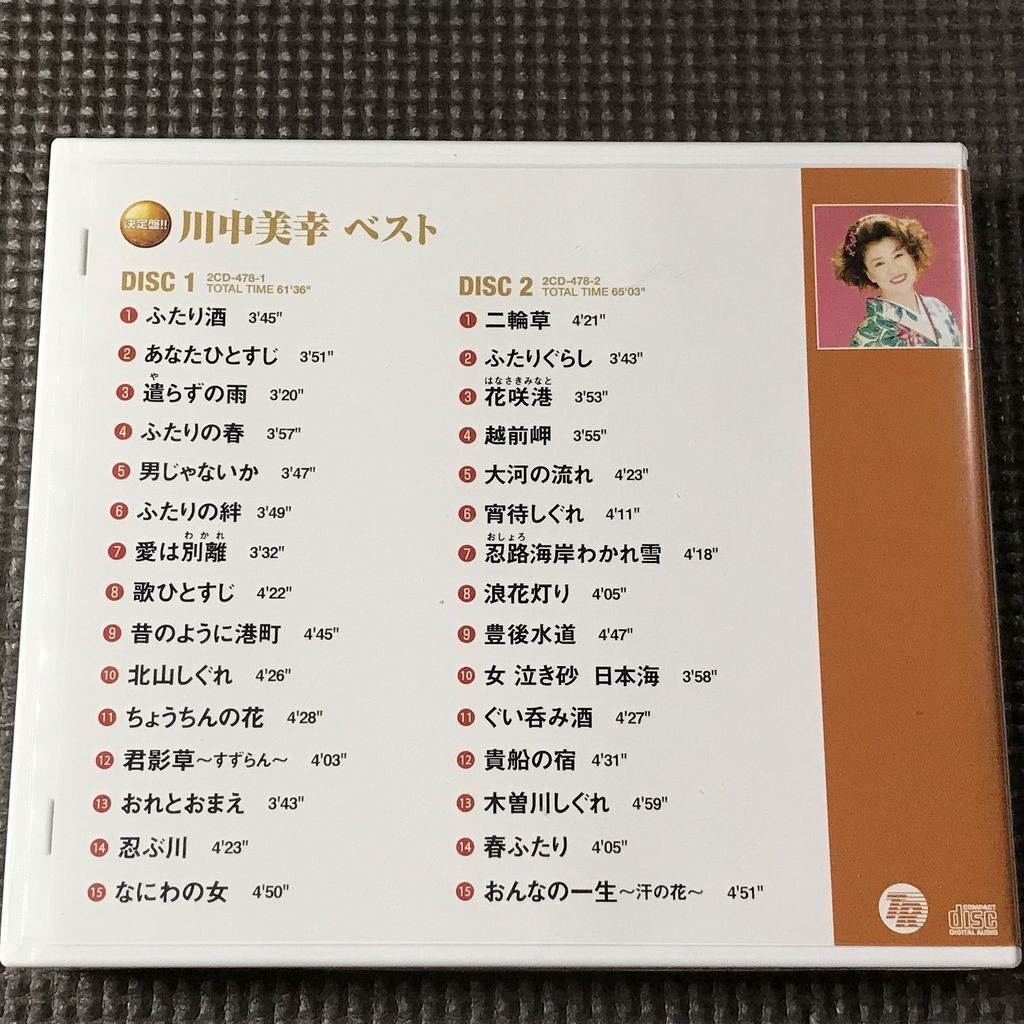 決定盤!! 川中美幸 ベスト
DISC 1 2CD-478-1
TOTAL TIME 61'36"
1 ふたり酒 3'45"
2 あなたひとすじ 3'51"
や
3 遣らずの雨 3'20"
4 ふたりの春 3'57"
5 男じゃないか 3'47"
6 ふたりの絆 3'49"
わかれ
7 愛は別離 3'32"
8 歌ひとすじ 4'22"
9 昔のように港町 4'45"
10 北山しぐれ 4'26"
11 ちょうちんの花 4'28"
12 君影草～すずらん～ 4'03"
13 おれとおまえ 3'43"
14 忍ぶ川 4'23"
15 なにわの女 4'50"
DISC 2 2CD-478-2
TOTAL TIME 65'03"
1 二輪草 4'21"
2 ふたりぐらし 3'43"
はなさきみなと
3 花咲港 3'53"
4 越前岬 3'55"
5 大河の流れ 4'23"
6 宵待しぐれ 4'11"
おしょろ
7 忍路海岸わかれ雪 4'18"
8 浪花灯り 4'05"
9 豊後水道 4'47"
10 女 泣き砂 日本海 3'58"
11 ぐい呑み酒 4'27"
12 貴船の宿 4'31"
13 木曽川しぐれ 4'59"
14 春ふたり 4'05"
15 おんなの一生～汗の花～ 4'51"
COMPACT
disc
DIGITAL AUDIO